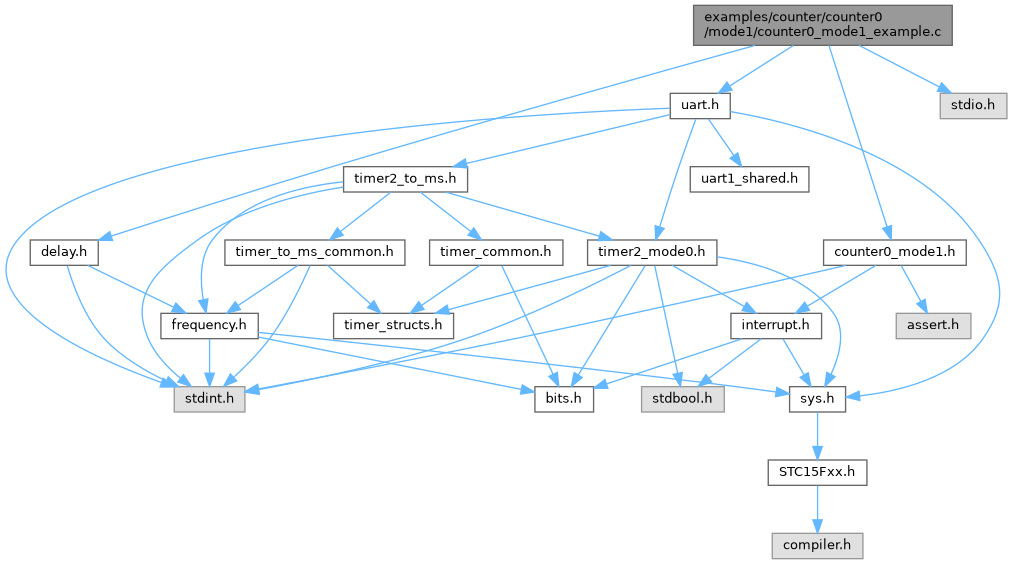 examples/counter/counter0
/mode1/counter0_mode1_example.c
uart.h
stdio.h
timer2_to_ms.h
uart1_shared.h
delay.h
timer_to_ms_common.h
timer_common.h
timer2_mode0.h
counter0_mode1.h
frequency.h
timer_structs.h
interrupt.h
assert.h
stdint.h
bits.h
stdbool.h
sys.h
STC15Fxx.h
compiler.h